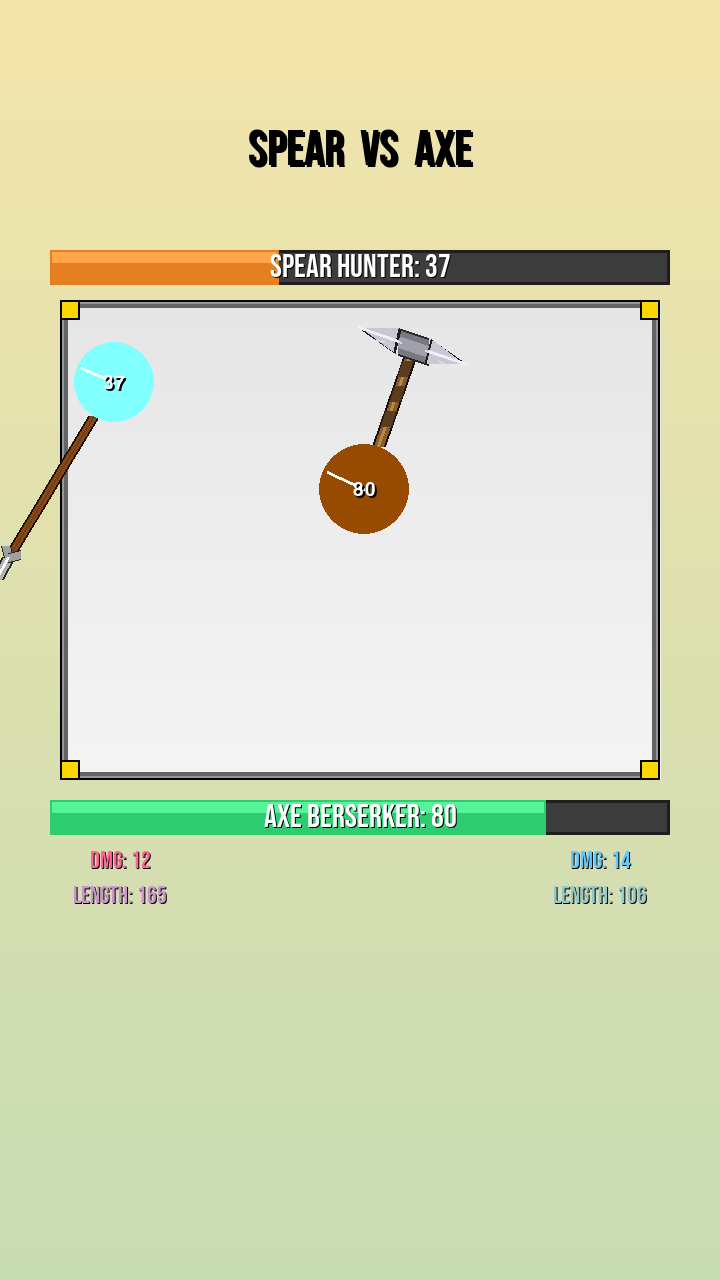 SPEAR VS AXE
SPEAR HUNTER: 37
37
80
AXE BERSERKER: 80
DMG: 12
DMG: 14
LENGTH: 165
LENGTH: 106